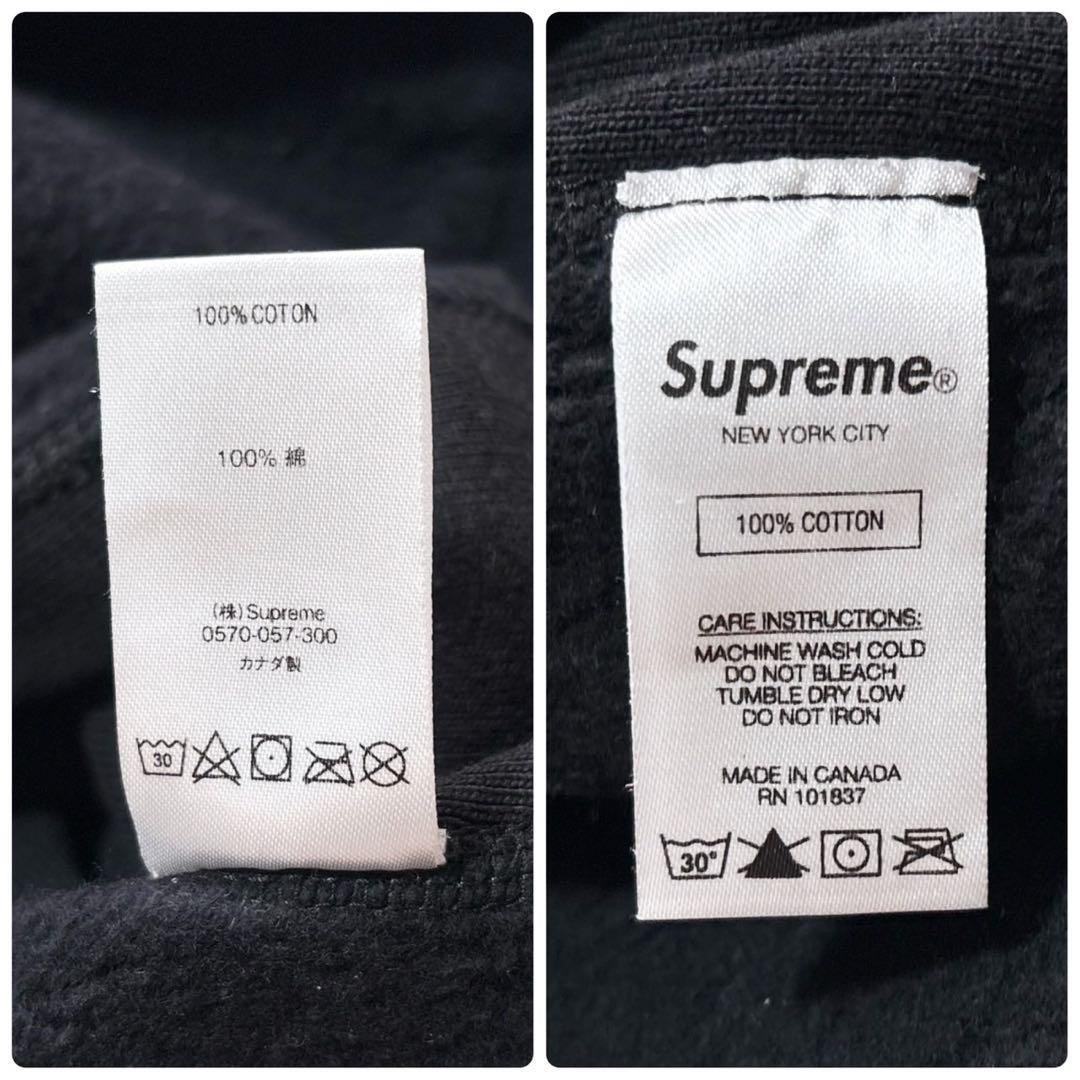 100% COTON
100% 綿
(株)Supreme
0570-057-300
カナダ製
30
Supreme®
NEW YORK CITY
100% COTTON
CARE INSTRUCTIONS:
MACHINE WASH COLD
DO NOT BLEACH
TUMBLE DRY LOW
DO NOT IRON
MADE IN CANADA
RN 101837
30°